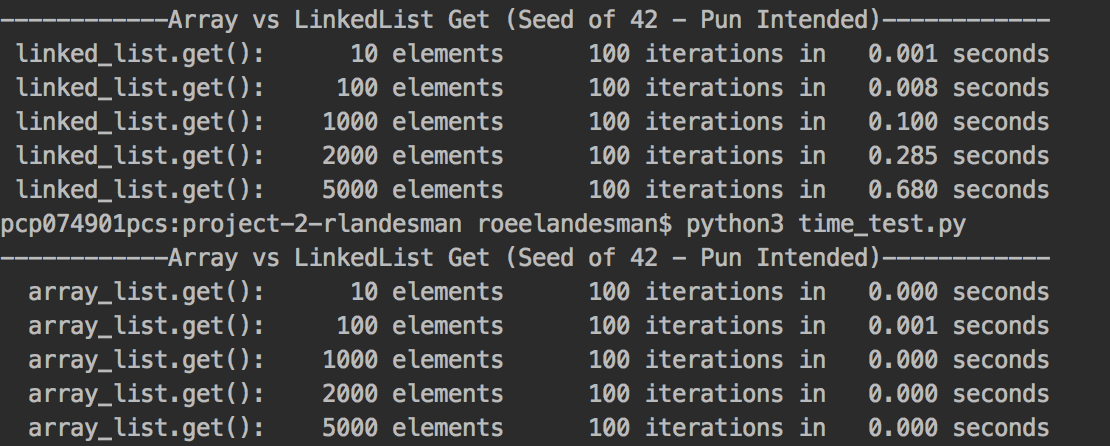 ------------Array vs LinkedList Get (Seed of 42 - Pun Intended)------------
 linked_list.get():    10 elements      100 iterations in   0.001 seconds
 linked_list.get():   100 elements      100 iterations in   0.008 seconds
 linked_list.get():  1000 elements      100 iterations in   0.100 seconds
 linked_list.get():  2000 elements      100 iterations in   0.285 seconds
 linked_list.get():  5000 elements      100 iterations in   0.680 seconds
pcp074901pcs:project-2-rlandesman roeelandesman$ python3 time_test.py
------------Array vs LinkedList Get (Seed of 42 - Pun Intended)------------
  array_list.get():    10 elements      100 iterations in   0.000 seconds
  array_list.get():   100 elements      100 iterations in   0.001 seconds
  array_list.get():  1000 elements      100 iterations in   0.000 seconds
  array_list.get():  2000 elements      100 iterations in   0.000 seconds
  array_list.get():  5000 elements      100 iterations in   0.000 seconds